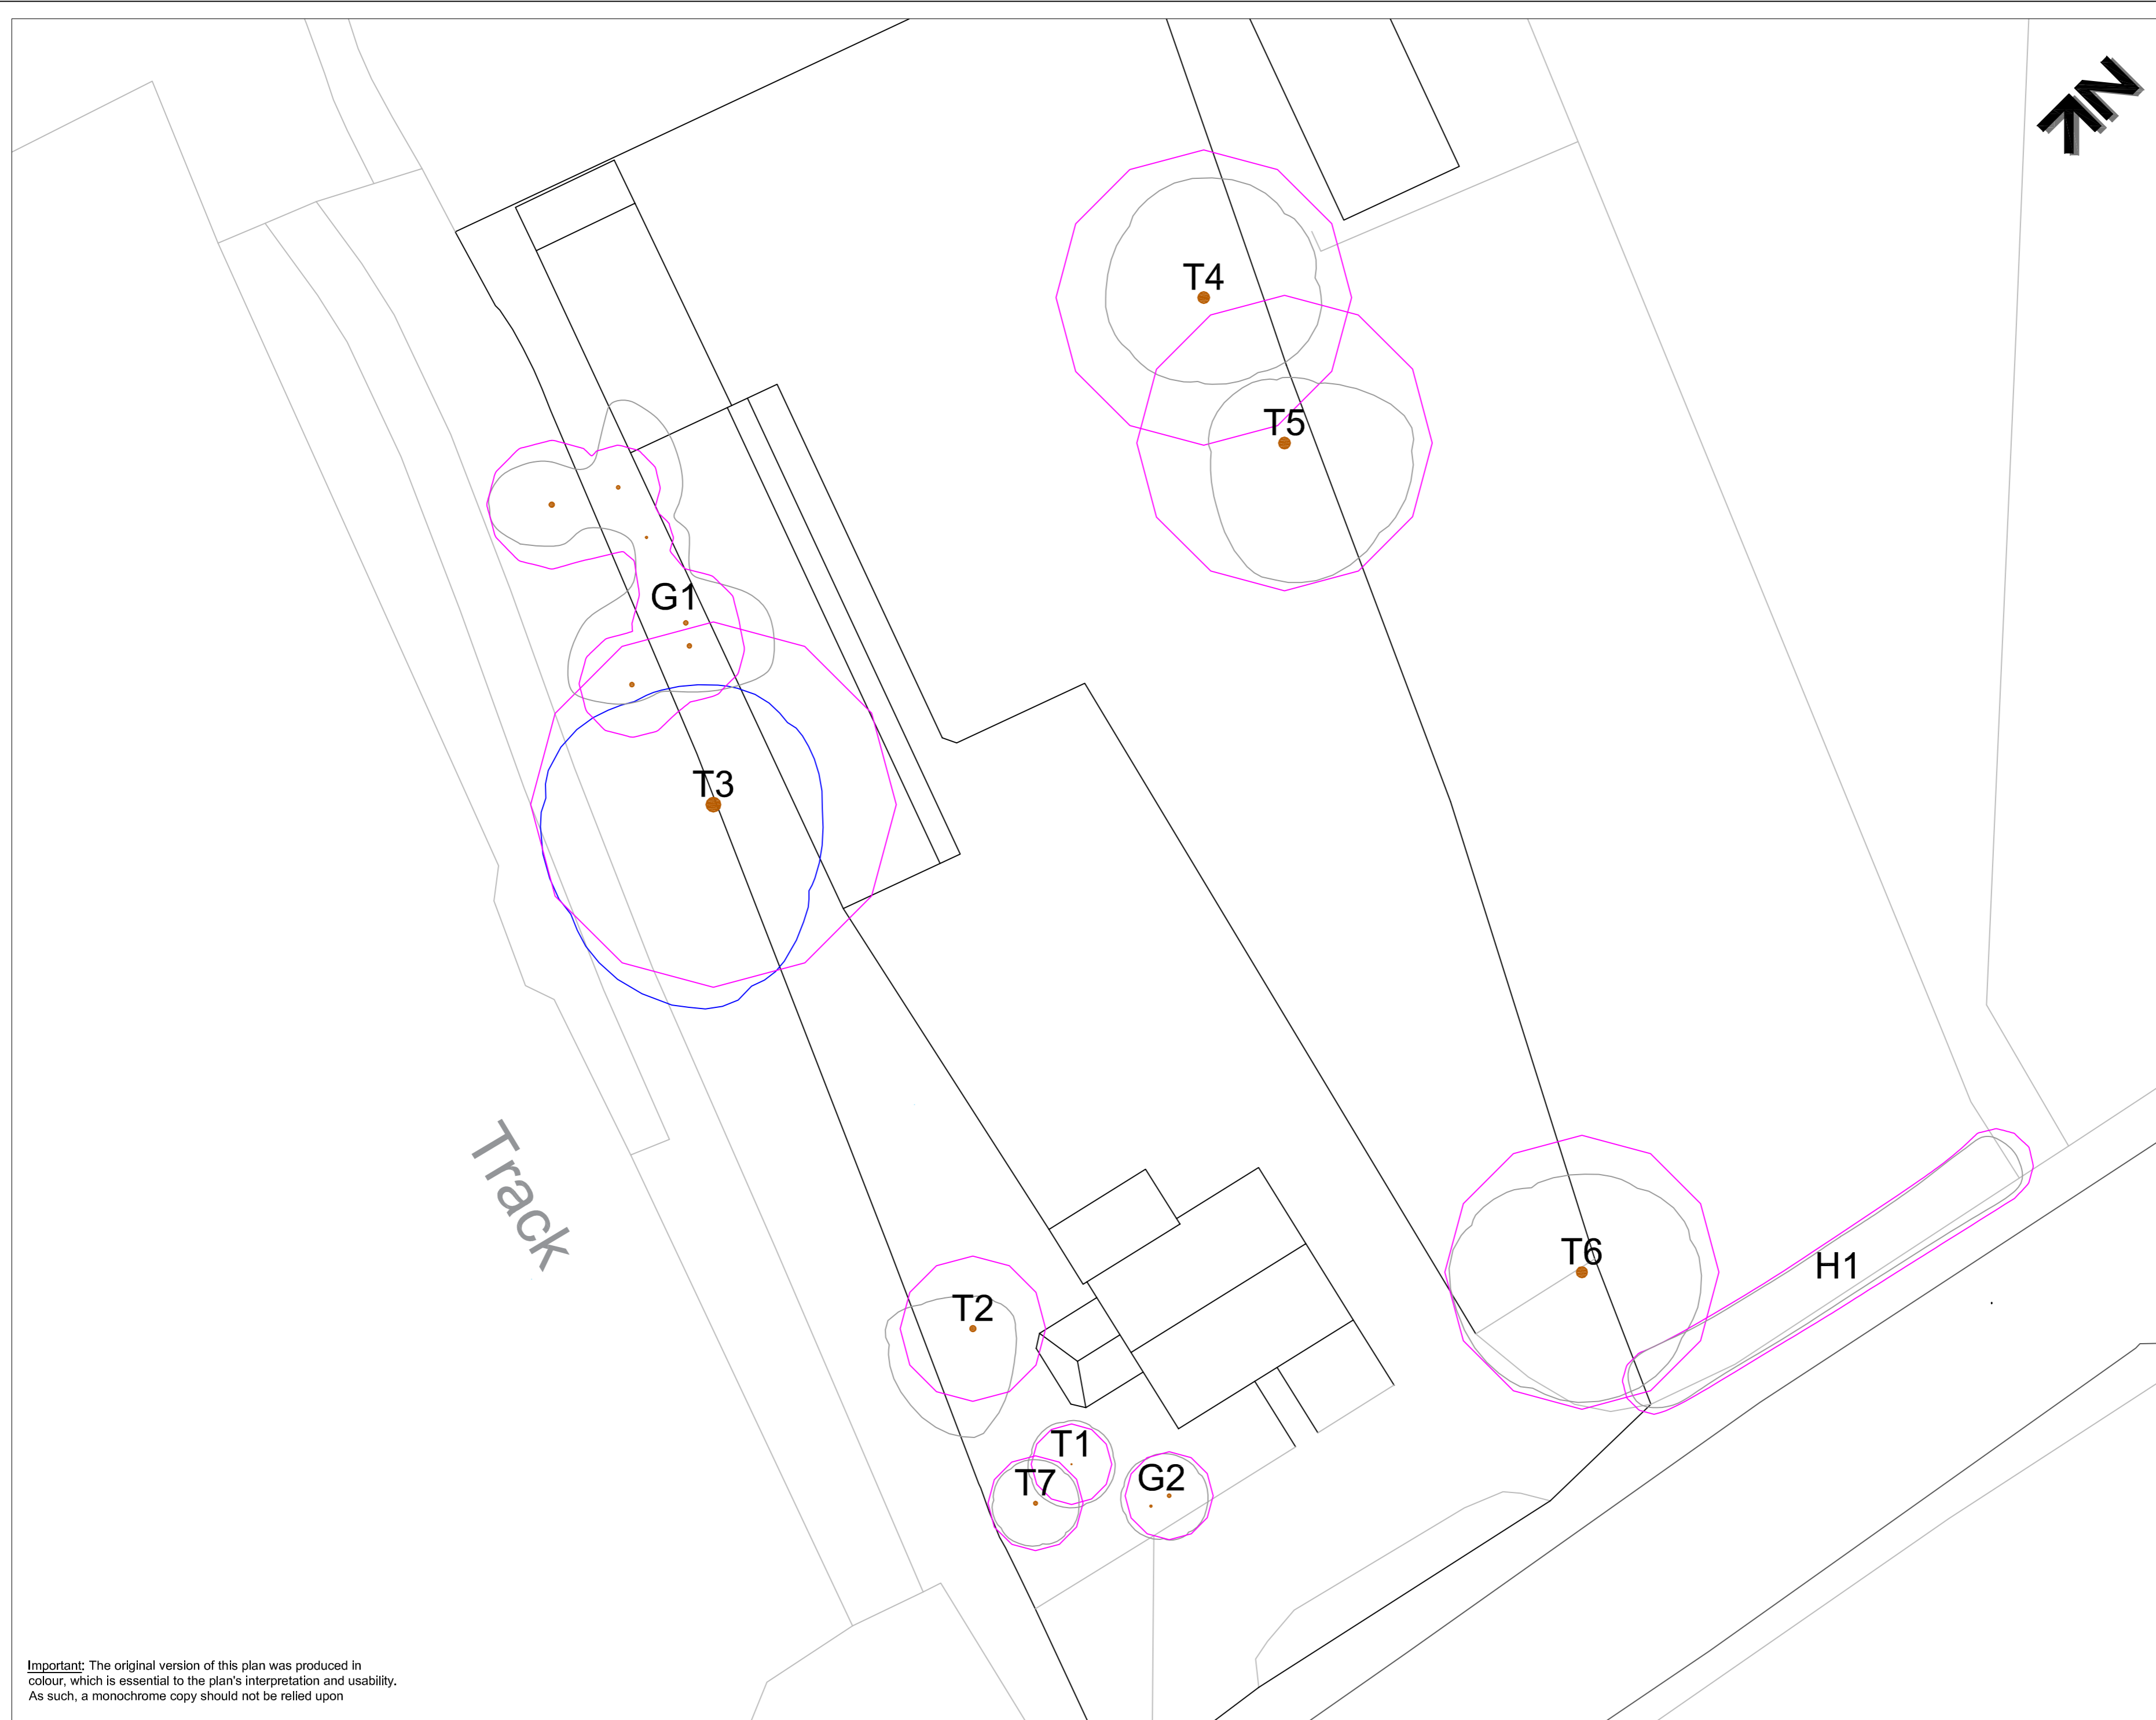 N
T4
T5
G1
T3
Track
T6
H1
T2
T1
T7
G2
Important: The original version of this plan was produced in
colour, which is essential to the plan's interpretation and usability.
As such, a monochrome copy should not be relied upon